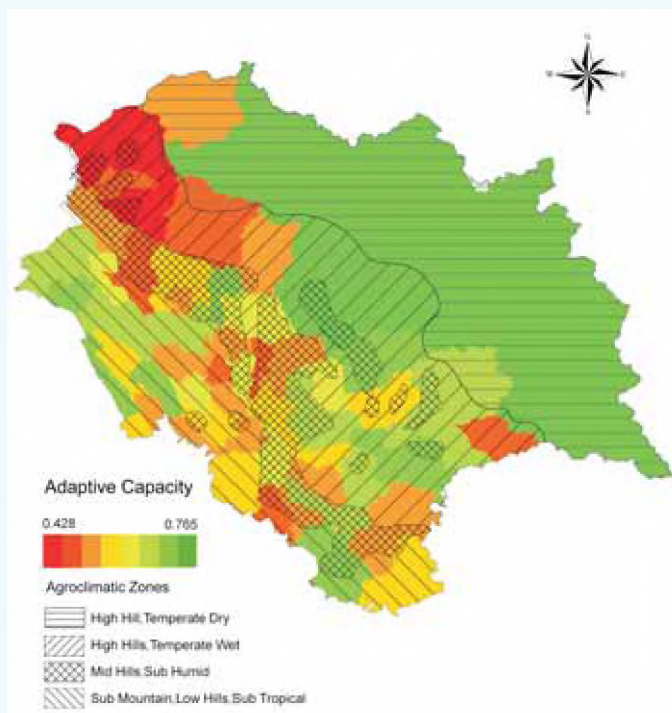 N
W E
S
Adaptive Capacity
0.428 0.765
Agroclimatic Zones
High Hill,Temperate Dry
High Hills,Temperate Wet
Mid Hills,Sub Humid
Sub Mountain,Low Hills,Sub Tropical